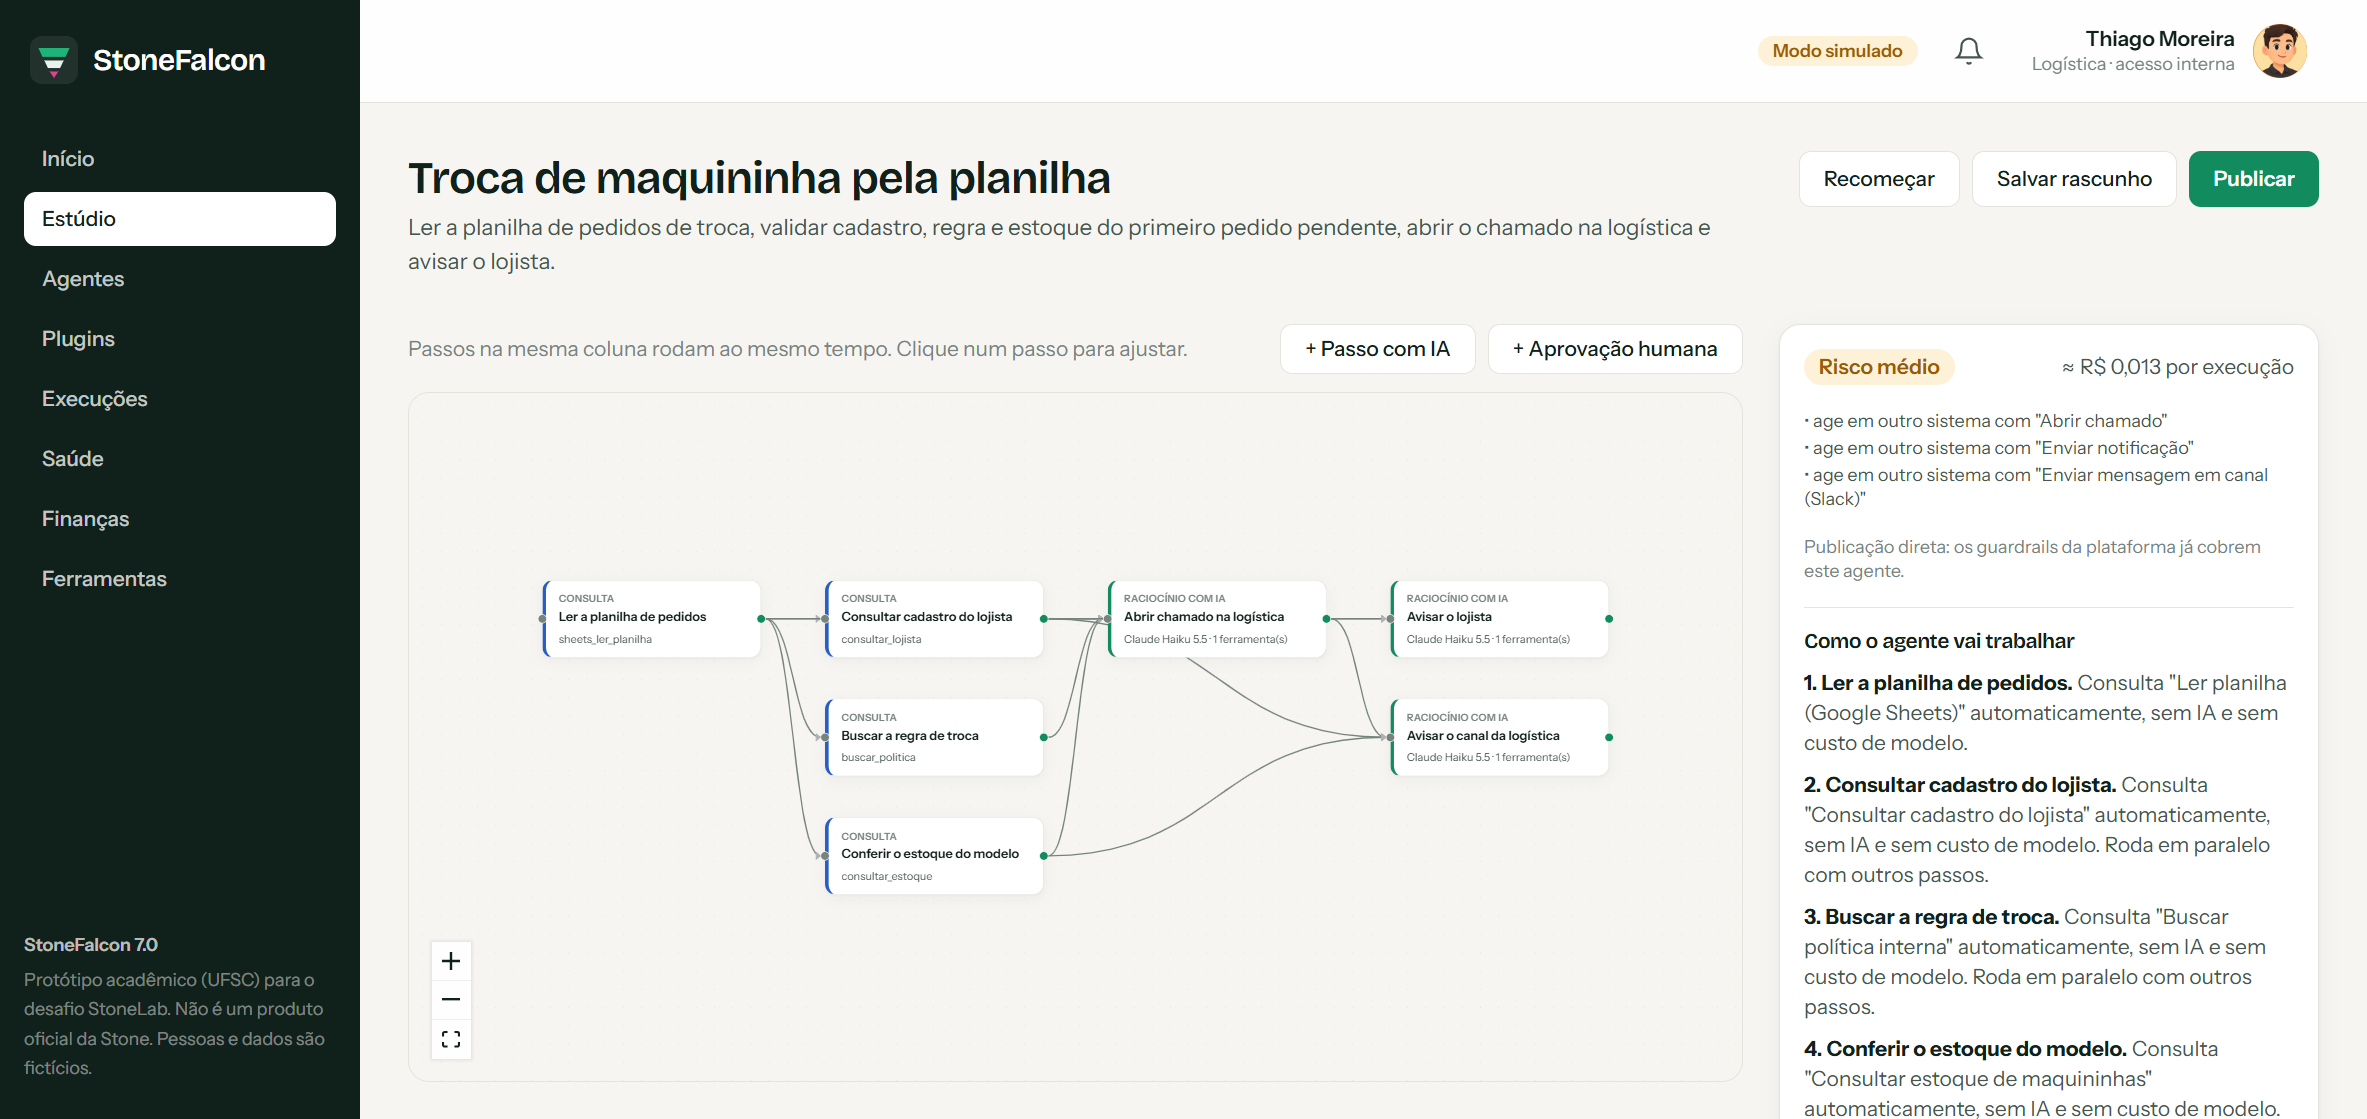 StoneFalcon
Início
Estúdio
Agentes
Plugins
Execuções
Saúde
Finanças
Ferramentas
StoneFalcon 7.0
Protótipo acadêmico (UFSC) para o
desafio StoneLab. Não é um produto
oficial da Stone. Pessoas e dados são
fictícios.
Modo simulado
Thiago Moreira
Logística · acesso interna
Troca de maquininha pela planilha
Ler a planilha de pedidos de troca, validar cadastro, regra e estoque do primeiro pedido pendente, abrir o chamado na logística e
avisar o lojista.
Recomeçar
Salvar rascunho
Publicar
Passos na mesma coluna rodam ao mesmo tempo. Clique num passo para ajustar.
+ Passo com IA
+ Aprovação humana
CONSULTA
Ler a planilha de pedidos
sheets_ler_planilha
CONSULTA
Consultar cadastro do lojista
consultar_lojista
CONSULTA
Buscar a regra de troca
buscar_politica
CONSULTA
Conferir o estoque do modelo
consultar_estoque
RACIOCÍNIO COM IA
Abrir chamado na logística
Claude Haiku 5.5 · 1 ferramenta(s)
RACIOCÍNIO COM IA
Avisar o lojista
Claude Haiku 5.5 · 1 ferramenta(s)
RACIOCÍNIO COM IA
Avisar o canal da logística
Claude Haiku 5.5 · 1 ferramenta(s)
Risco médio
≈ R$ 0,013 por execução
· age em outro sistema com "Abrir chamado"
· age em outro sistema com "Enviar notificação"
· age em outro sistema com "Enviar mensagem em canal
(Slack)"
Publicação direta: os guardrails da plataforma já cobrem
este agente.
Como o agente vai trabalhar
1. Ler a planilha de pedidos. Consulta "Ler planilha
(Google Sheets)" automaticamente, sem IA e sem
custo de modelo.
2. Consultar cadastro do lojista. Consulta
"Consultar cadastro do lojista" automaticamente,
sem IA e sem custo de modelo. Roda em paralelo
com outros passos.
3. Buscar a regra de troca. Consulta "Buscar
política interna" automaticamente, sem IA e sem
custo de modelo. Roda em paralelo com outros
passos.
4. Conferir o estoque do modelo. Consulta
"Consultar estoque de maquininhas"
automaticamente, sem IA e sem custo de modelo.